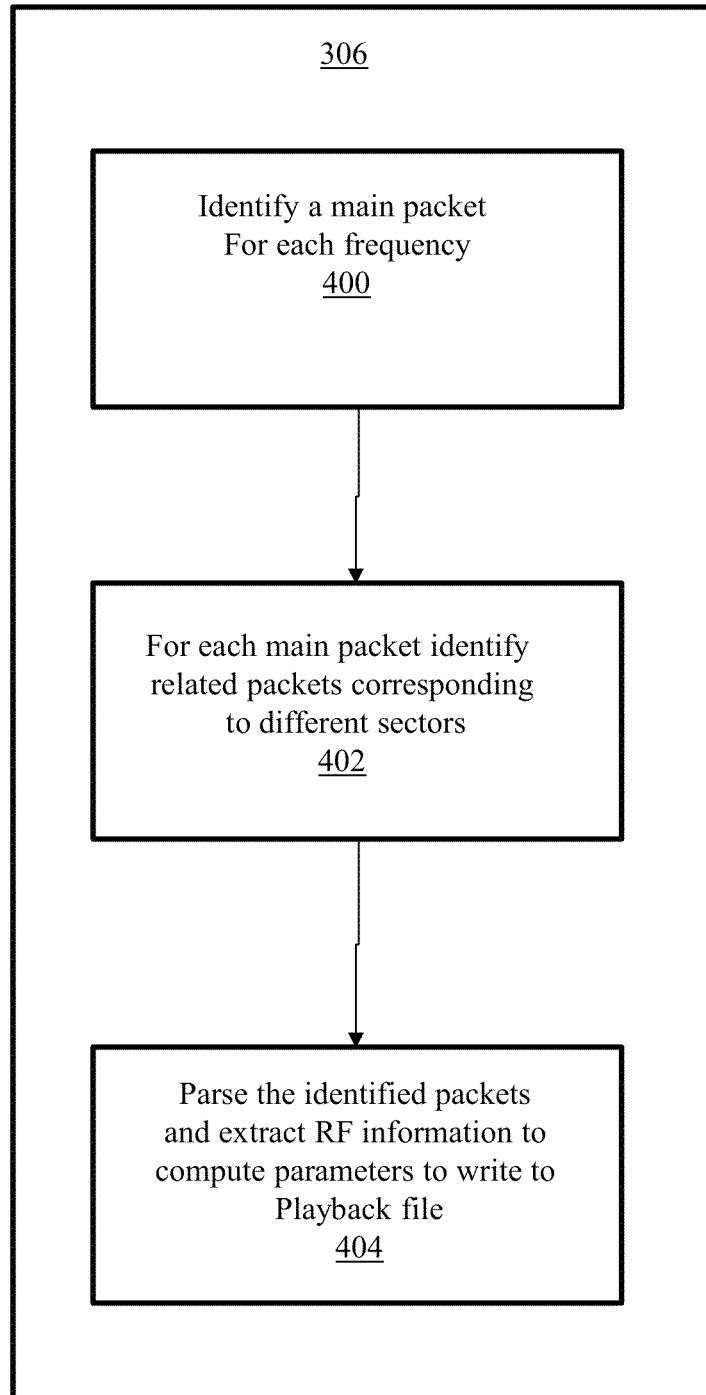 306
Identify a main packet
For each frequency
400
For each main packet identify
related packets corresponding
to different sectors
402
Parse the identified packets
and extract RF information to
compute parameters to write to
Playback file
404